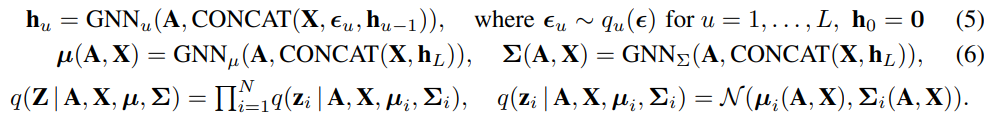 h_u = GNN_u(A, CONCAT(X, ϵ_u, h_{u−1})), where ϵ_u ∼ q_u(ϵ) for u = 1, . . . , L, h_0 = 0 (5)
μ(A, X) = GNN_μ(A, CONCAT(X, h_L)), Σ(A, X) = GNN_Σ(A, CONCAT(X, h_L)), (6)
q(Z | A, X, μ, Σ) = ∏_{i=1}^{N} q(z_i | A, X, μ_i, Σ_i), q(z_i | A, X, μ_i, Σ_i) = 𝒩(μ_i(A, X), Σ_i(A, X)).